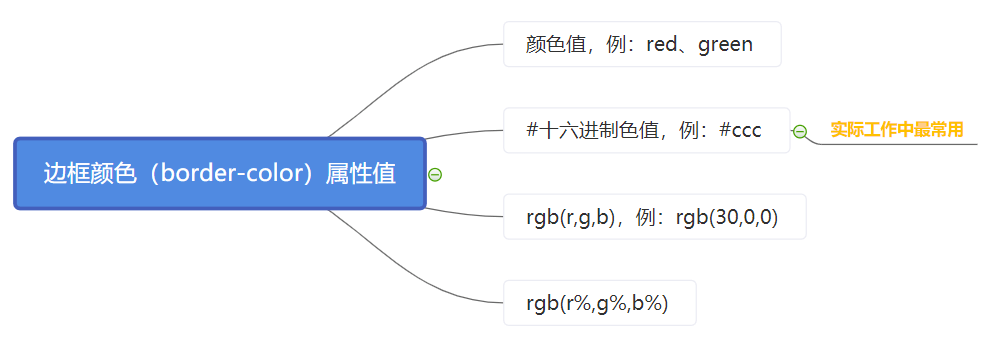 颜色值，例：red、green
#十六进制色值，例：#ccc
实际工作中最常用
边框颜色（border-color）属性值
rgb(r,g,b)，例：rgb(30,0,0)
rgb(r%,g%,b%)